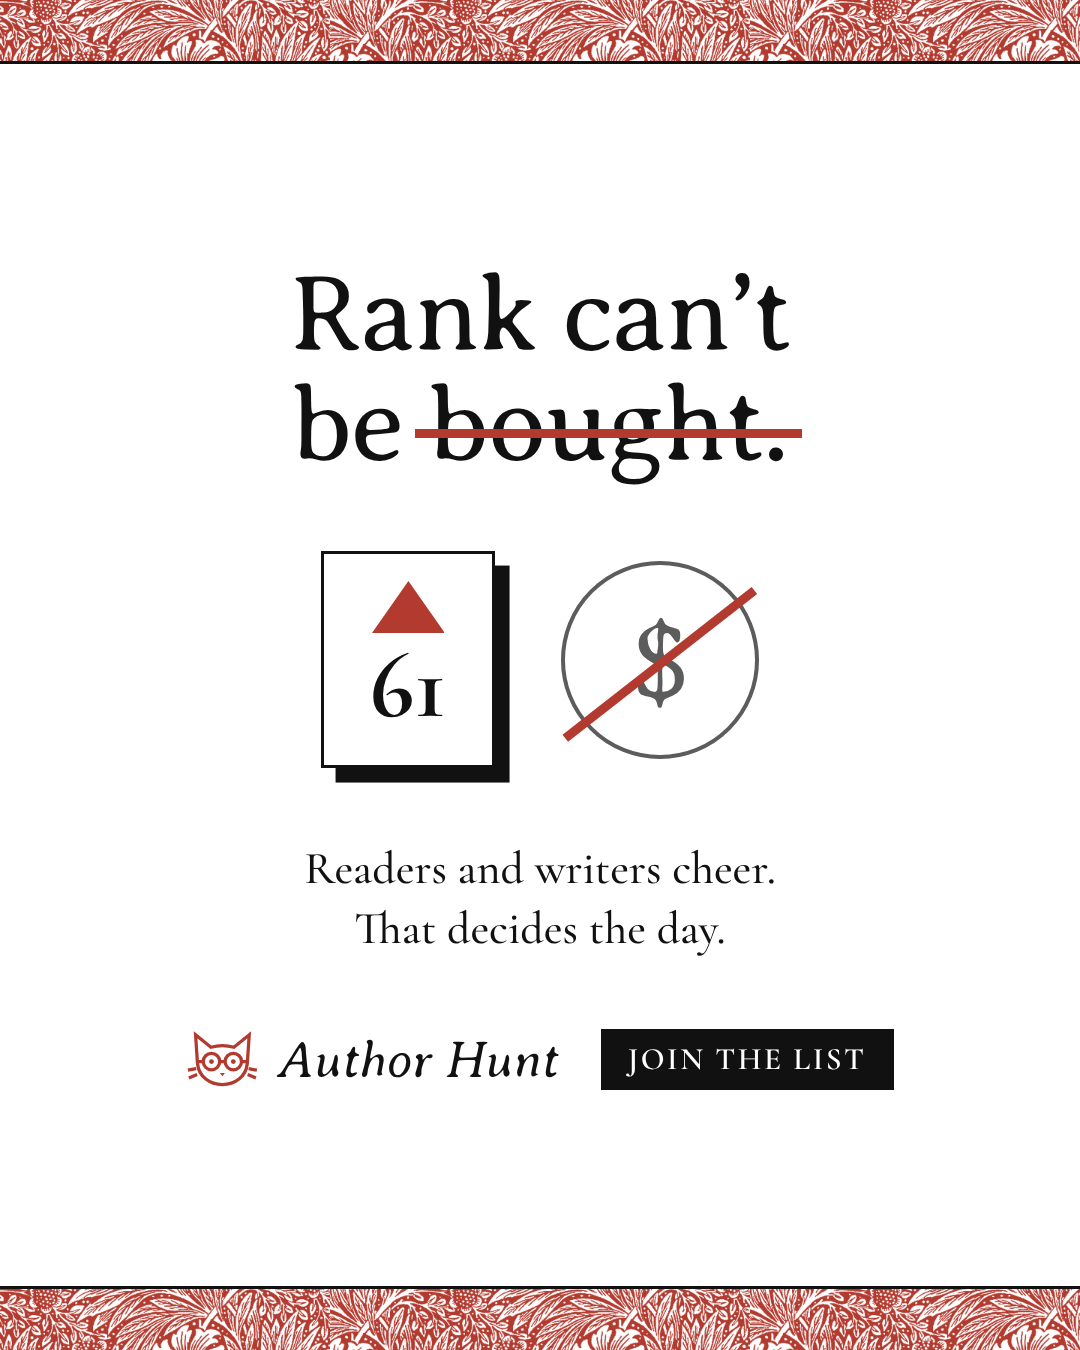 Rank can’t
be bought.
61
$
Readers and writers cheer.
That decides the day.
Author Hunt
JOIN THE LIST